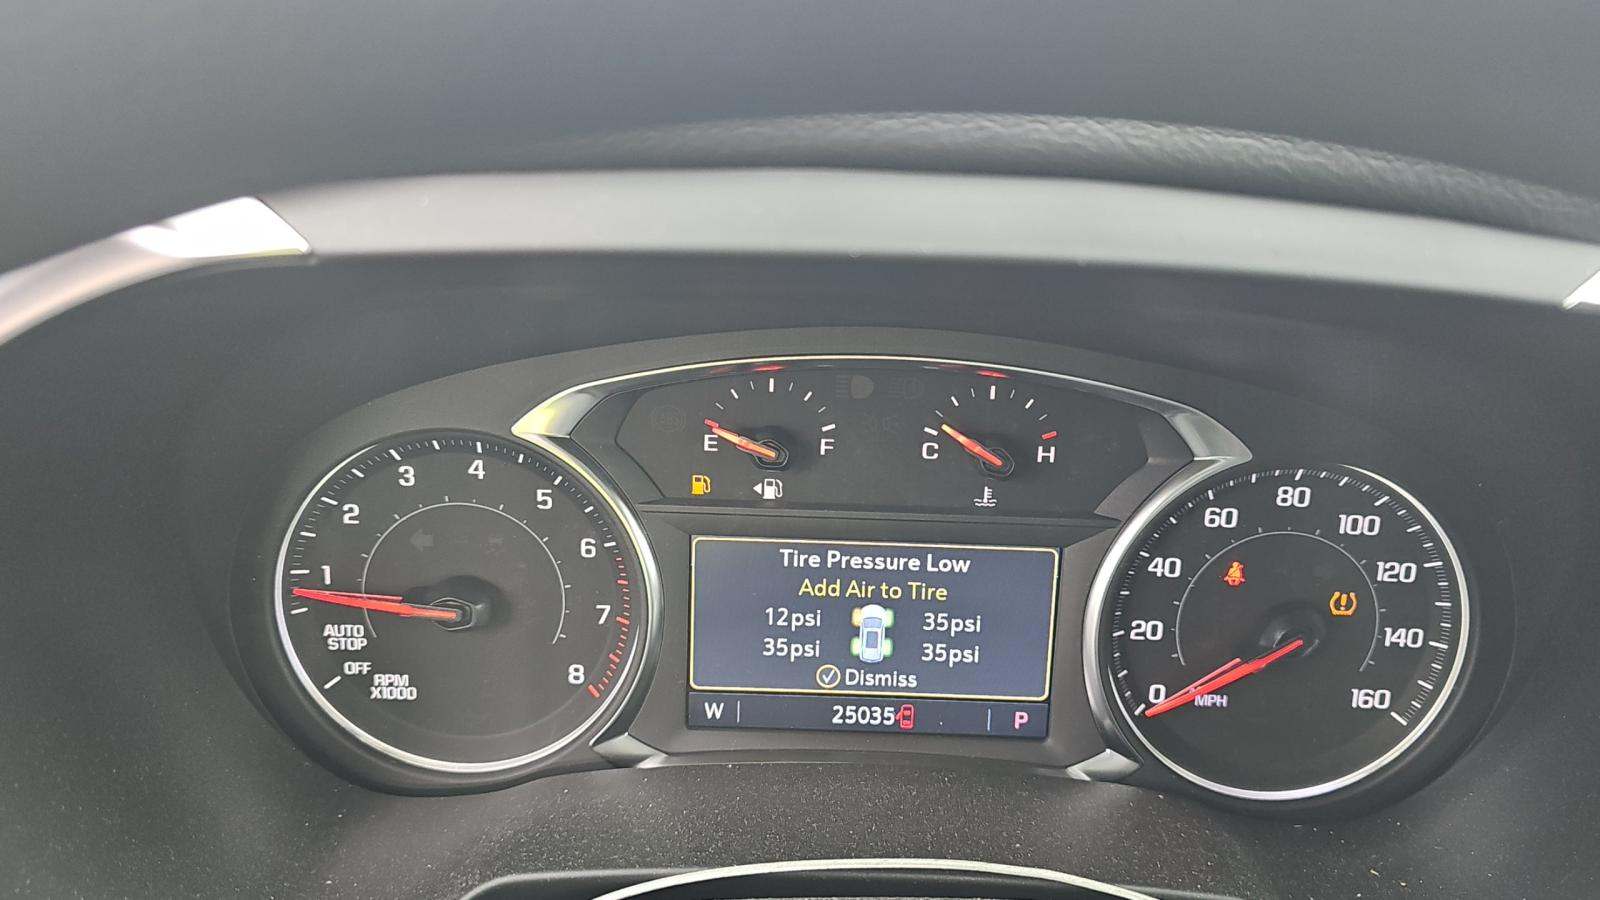 E
F
C
H
1
2
3
4
5
6
7
8
AUTO
STOP
OFF
RPM
X1000
Tire Pressure Low
Add Air to Tire
12psi 35psi
35psi 35psi
Dismiss
W 25035 P
0
20
40
60
80
100
120
140
160
MPH